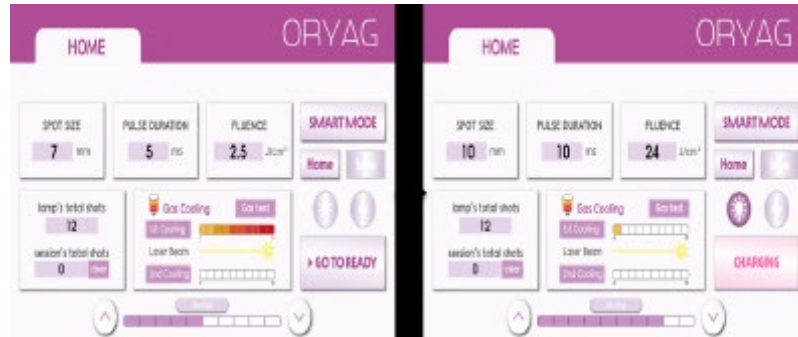 HOME
ORYAG
SPOT SIZE
7 mm
PULSE DURATION
5 ms
FLUENCE
2.5 J/cm²
SMART MODE
Home
lamp's total shots
12
session's total shots
0 clear
Gas Cooling
Gas test
1st Cooling
Laser Beam
2nd Cooling
▸ GO TO READY
HOME
ORYAG
SPOT SIZE
10 mm
PULSE DURATION
10 ms
FLUENCE
24 J/cm²
SMART MODE
Home
lamp's total shots
12
session's total shots
0 clear
Gas Cooling
Gas test
1st Cooling
Laser Beam
2nd Cooling
CHARGING